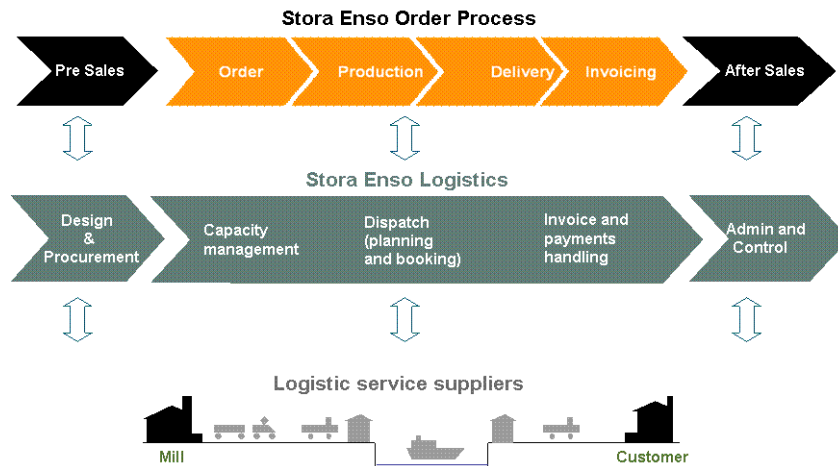 Stora Enso Order Process
Pre Sales
Order
Production
Delivery
Invoicing
After Sales
Stora Enso Logistics
Design
&
Procurement
Capacity
management
Dispatch
(planning
and booking)
Invoice and
payments
handling
Admin and
Control
Logistic service suppliers
Mill
Customer